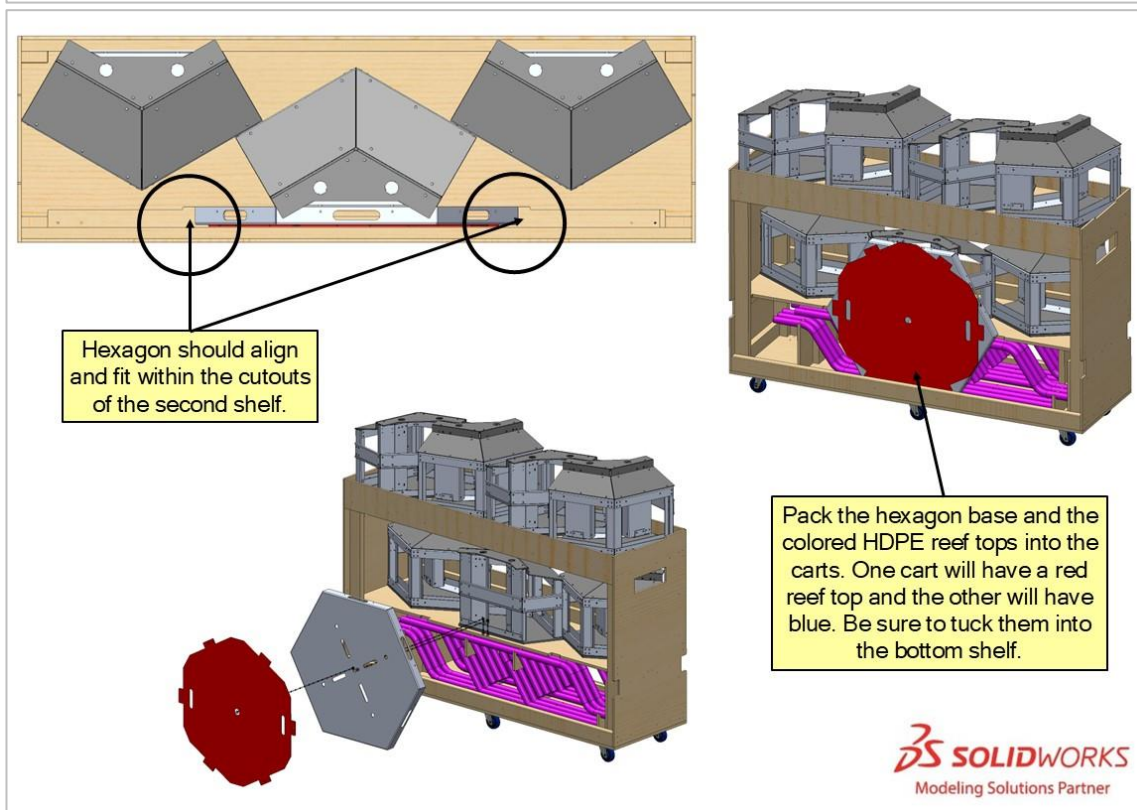 Hexagon should align
and fit within the cutouts
of the second shelf.
Pack the hexagon base and the
colored HDPE reef tops into the
carts. One cart will have a red
reef top and the other will have
blue. Be sure to tuck them into
the bottom shelf.
SOLIDWORKS
Modeling Solutions Partner